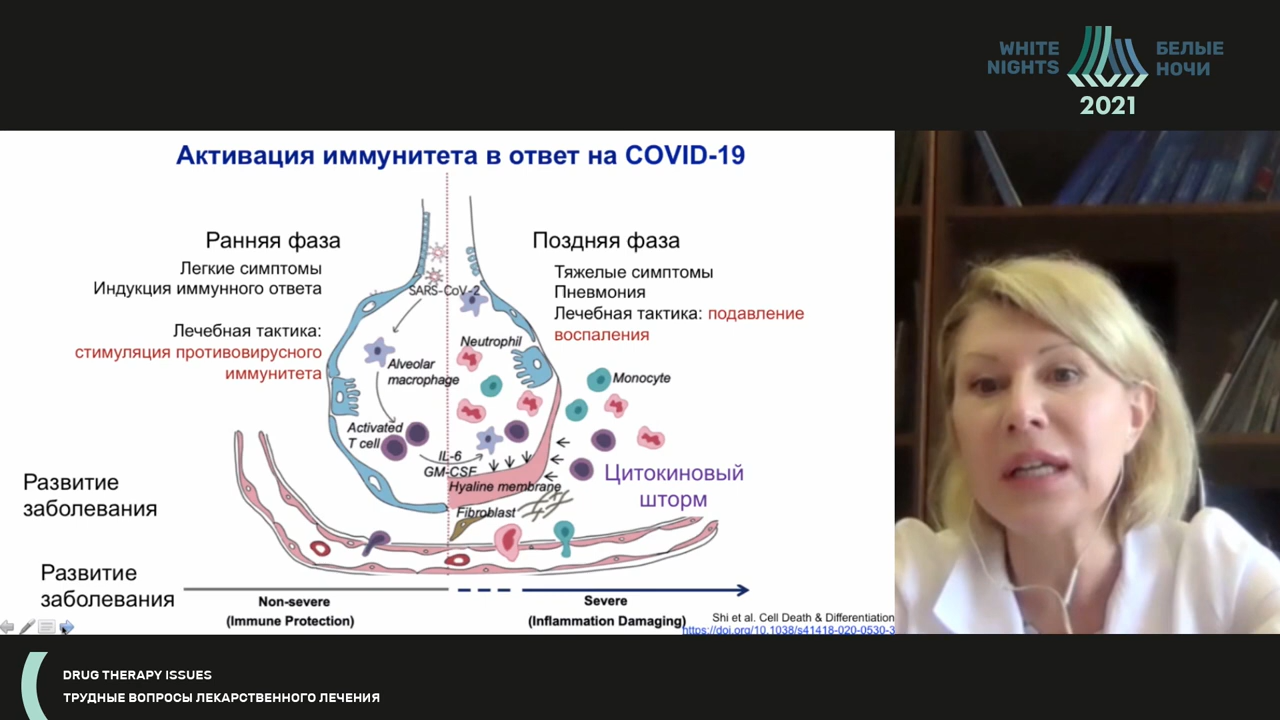 WHITE
NIGHTS
БЕЛЫЕ
НОЧИ
2021
Активация иммунитета в ответ на COVID-19
Ранняя фаза
Легкие симптомы
Индукция иммунного ответа
Лечебная тактика:
стимуляция противовирусного
иммунитета
Поздняя фаза
Тяжелые симптомы
Пневмония
Лечебная тактика: подавление
воспаления
SARS-CoV-2
Neutrophil
Alveolar
macrophage
Monocyte
Activated
T cell
IL-6
GM-CSF
Hyaline membrane
Fibroblast
Цитокиновый
шторм
Развитие
заболевания
Развитие
заболевания
Non-severe
(Immune Protection)
Severe
(Inflammation Damaging)
Shi et al. Cell Death & Differentiation
https://doi.org/10.1038/s41418-020-0530-3
DRUG THERAPY ISSUES
ТРУДНЫЕ ВОПРОСЫ ЛЕКАРСТВЕННОГО ЛЕЧЕНИЯ